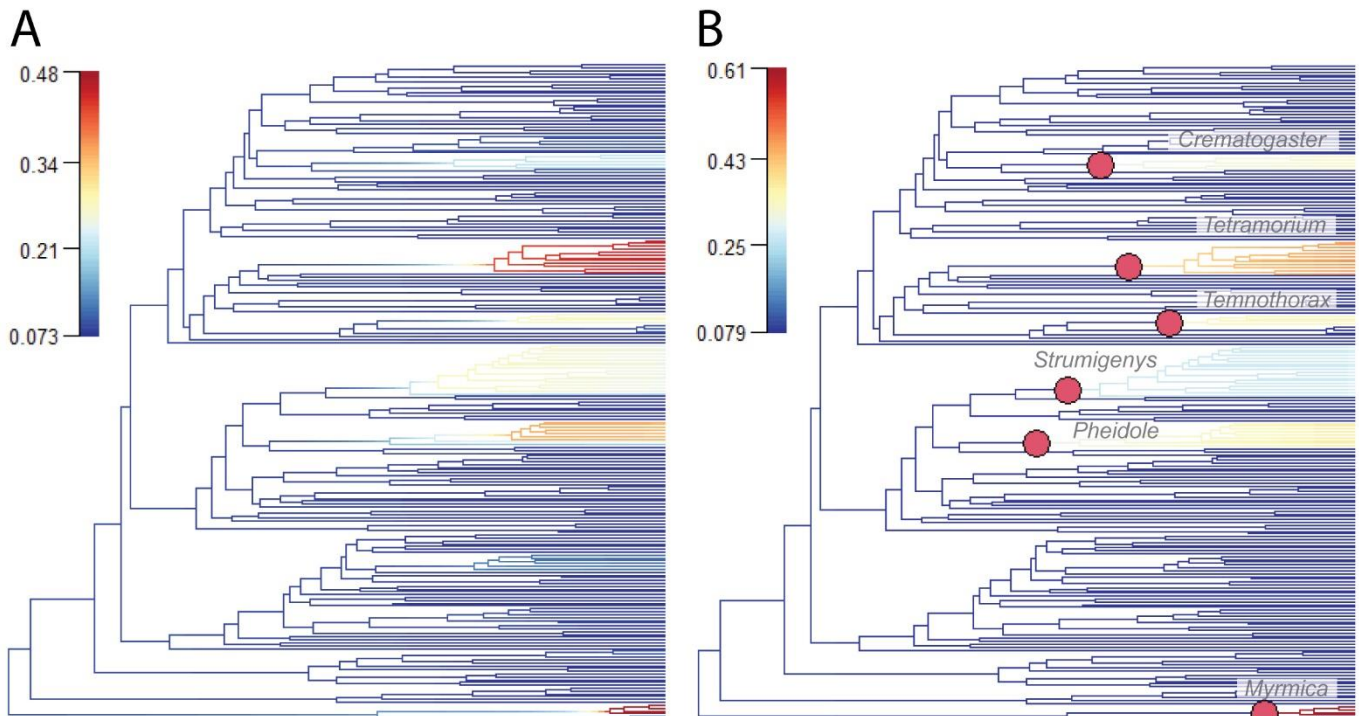 A
0.48
0.34
0.21
0.073
B
0.61
0.43
0.25
0.079
Crematogaster
Tetramorium
Temnothorax
Strumigenys
Pheidole
Myrmica